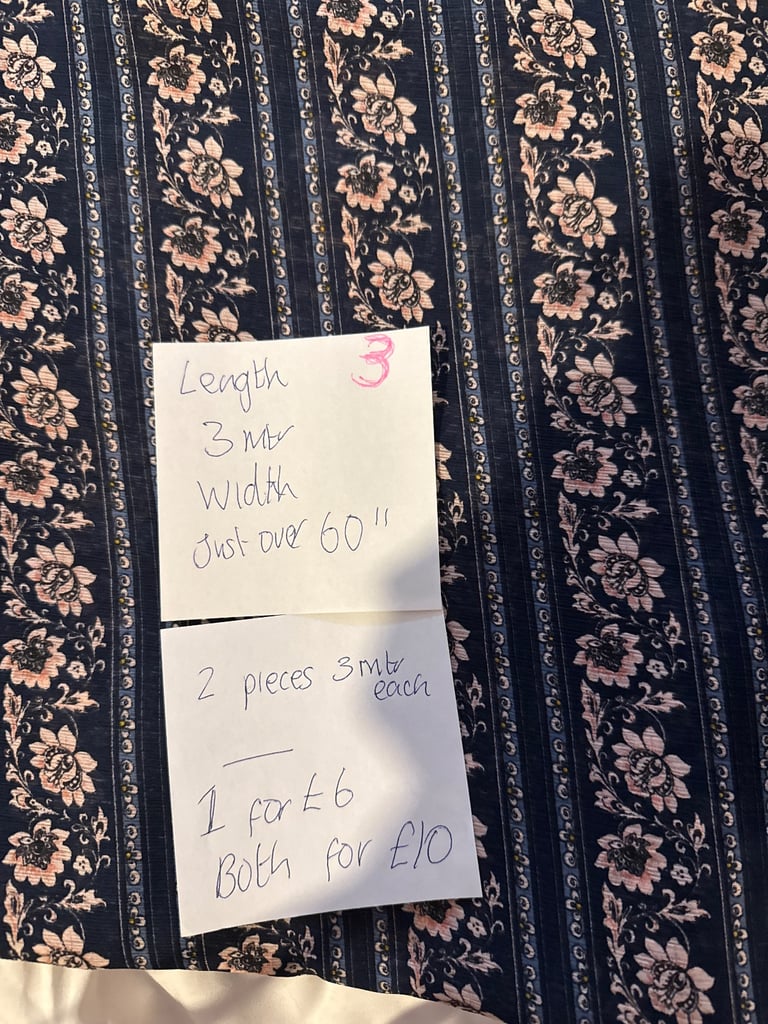 Length 3
3 mtr
Width
Just over 60"
2 pieces 3mtr
each
1 for £6
Both for £10